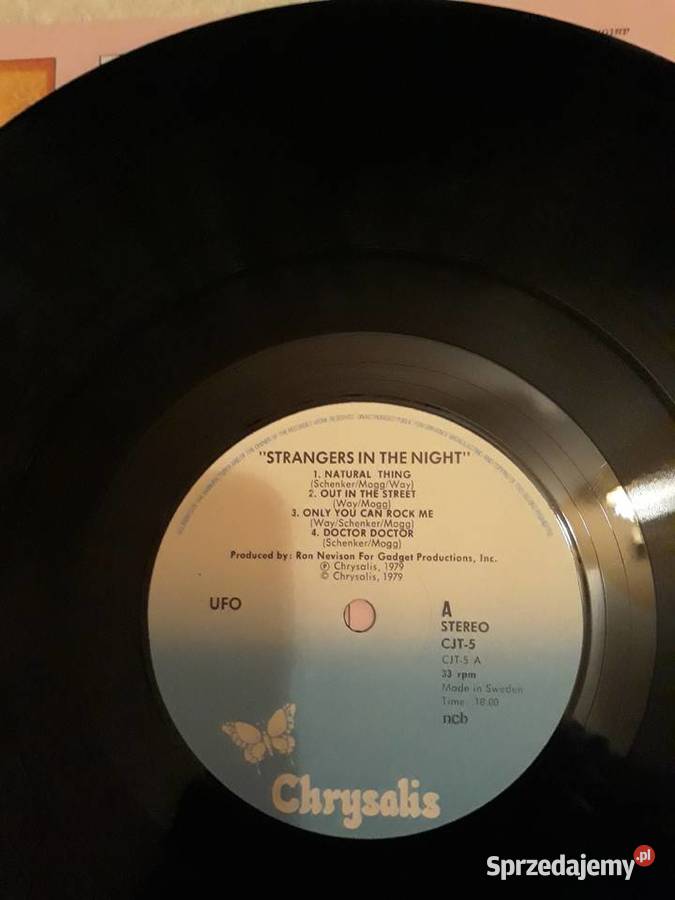 "STRANGERS IN THE NIGHT"
1. NATURAL THING
(Schenker/Mogg/Way)
2. OUT IN THE STREET
(Way/Mogg)
3. ONLY YOU CAN ROCK ME
(Way/Schenker/Mogg)
4. DOCTOR DOCTOR
(Schenker/Mogg)
Produced by: Ron Nevison For Gadget Productions, Inc.
℗ Chrysalis, 1979
© Chrysalis, 1979
UFO
A
STEREO
CJT-5
CJT-5 A
33 rpm
Made in Sweden
Time: 18.00
ncb
Chrysalis
Sprzedajemy.pl